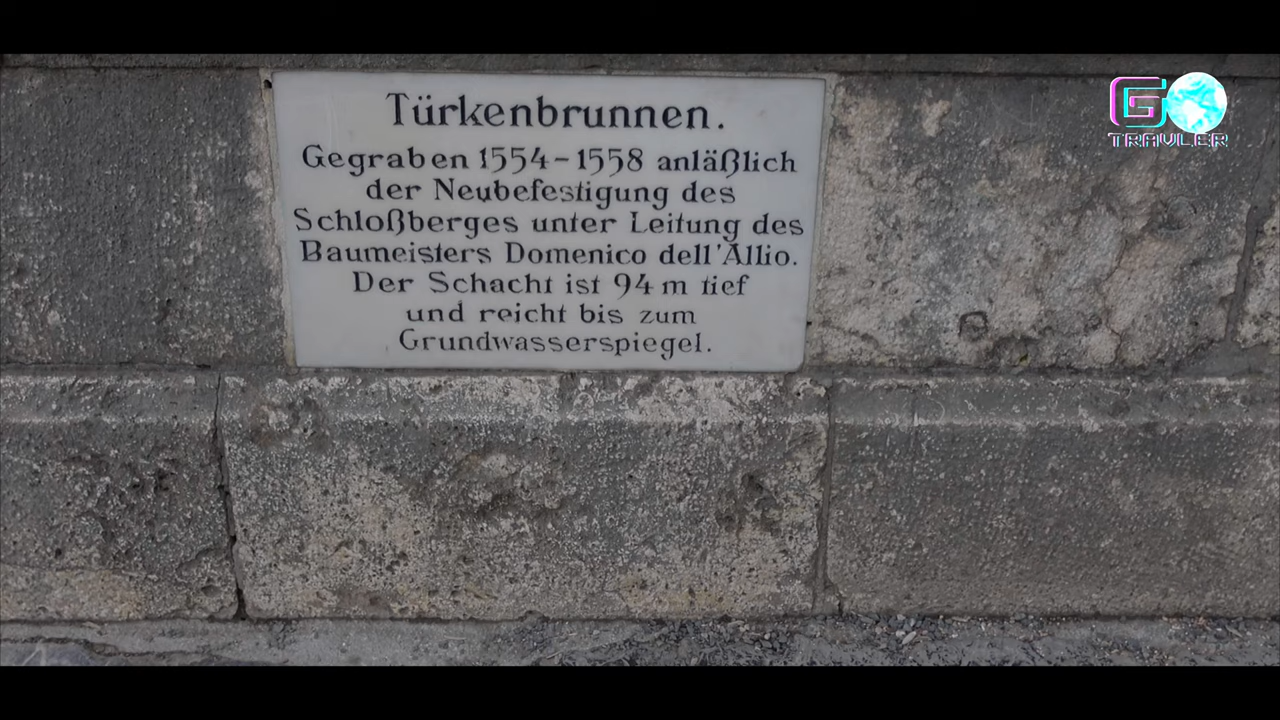 Türkenbrunnen.
Gegraben 1554-1558 anläßlich
der Neubefestigung des
Schloßberges unter Leitung des
Baumeisters Domenico dell'Allio.
Der Schacht ist 94 m tief
und reicht bis zum
Grundwasserspiegel.
GO
TRAVLER